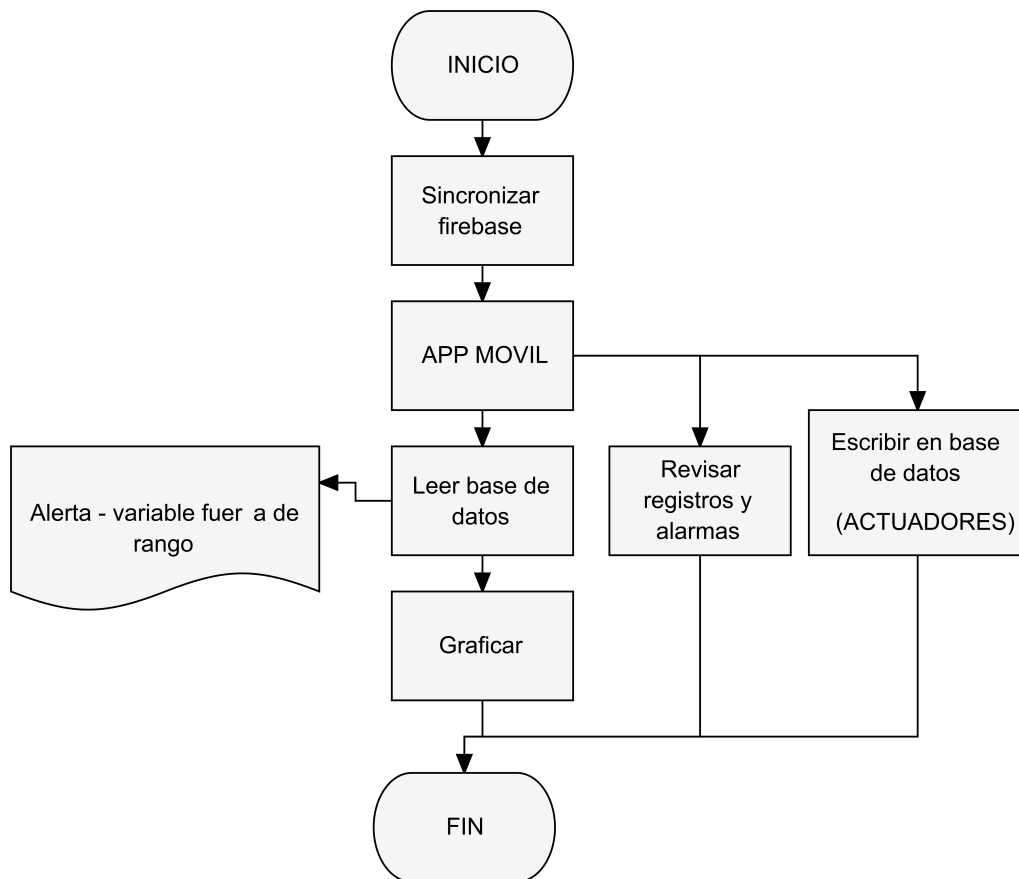 INICIO
Sincronizar
firebase
APP MOVIL
Alerta - variable fuer a de
rango
Leer base de
datos
Revisar
registros y
alarmas
Escribir en base
de datos
(ACTUADORES)
Graficar
FIN